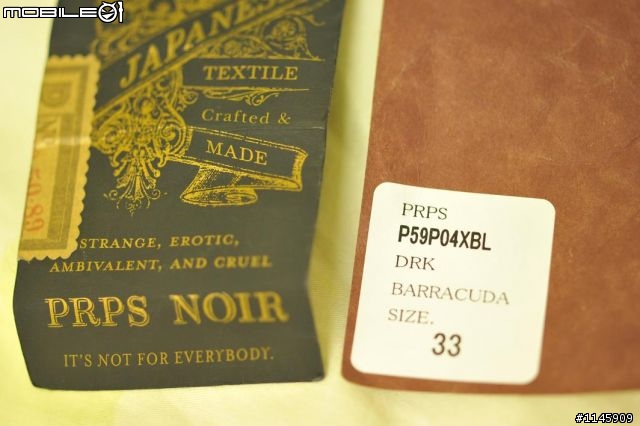 MOBILE01
JAPANESE
TEXTILE
Crafted &
MADE
STRANGE, EROTIC,
AMBIVALENT, AND CRUEL
PRPS NOIR
IT'S NOT FOR EVERYBODY.
PRPS
P59P04XBL
DRK
BARRACUDA
SIZE.
33
#1145909